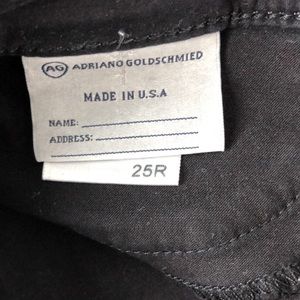 AG ADRIANO GOLDSCHMIED
MADE IN U.S.A
NAME:
ADDRESS:
25R